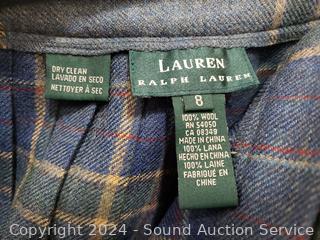 DRY CLEAN
LAVADO EN SECO
NETTOYER À SEC
LAUREN
RALPH LAUREN
8
100% WOOL
RN 54050
CA 08349
MADE IN CHINA
100% LANA
HECHO EN CHINA
100% LAINE
FABRIQUÉ EN
CHINE
Copyright 2024 - Sound Auction Service